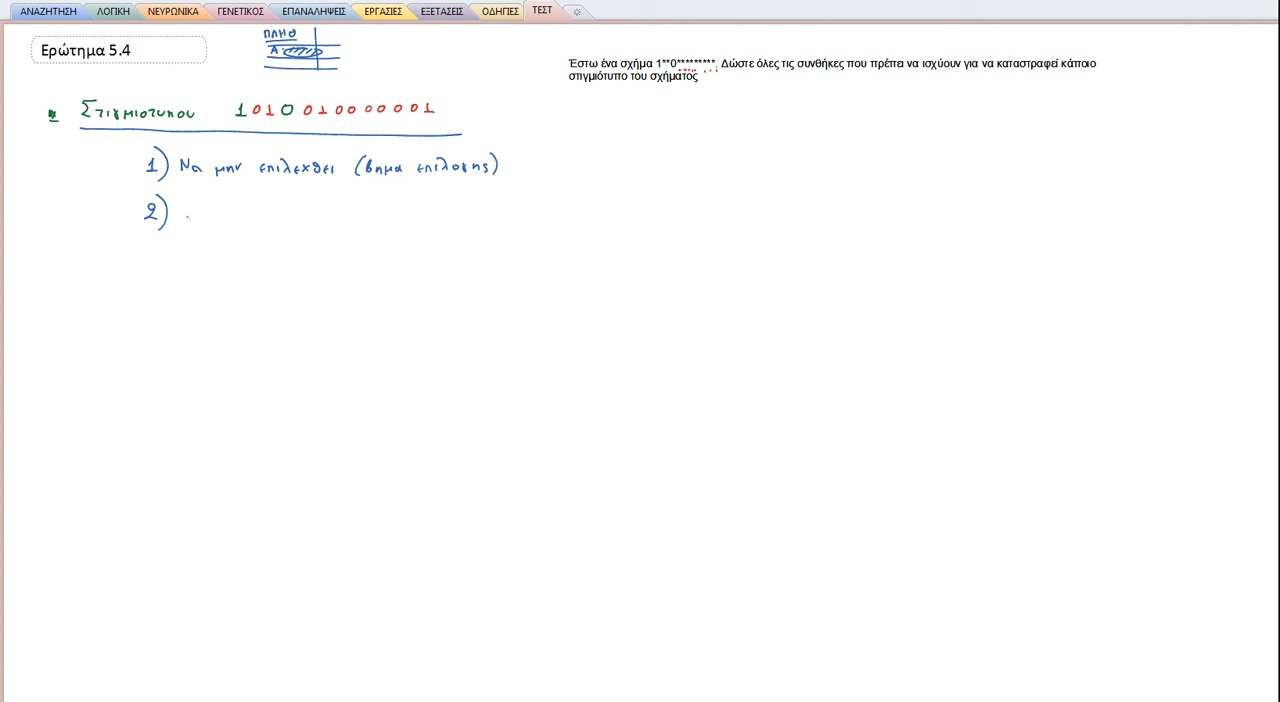 ΑΝΑΖΗΤΗΣΗ ΛΟΓΙΚΗ ΝΕΥΡΩΝΙΚΑ ΓΕΝΕΤΙΚΟΣ ΕΠΑΝΑΛΗΨΕΙΣ ΕΡΓΑΣΙΕΣ ΕΞΕΤΑΣΕΙΣ ΟΔΗΓΙΕΣ ΤΕΣΤ
Ερώτημα 5.4
ΠΛΗΘ
Α
Έστω ένα σχήμα 1**0*********. Δώστε όλες τις συνθήκες που πρέπει να ισχύουν για να καταστραφεί κάποιο
στιγμιότυπο του σχήματος
Στιγμιοτυπου 1010010000001
1) Να μην επιλεχθει (βημα επιλογης)
2)